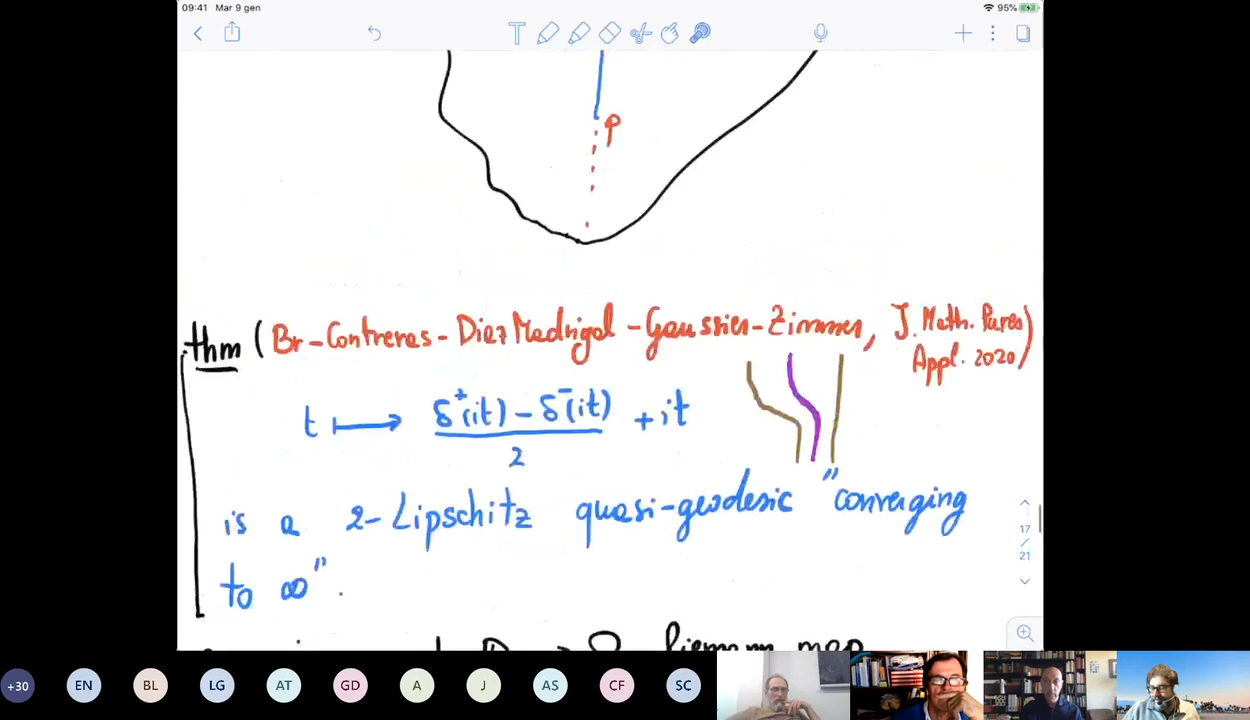 09:41 Mar 9 gen
95%
T
p
thm (Br-Contreras-Diaz Madrigal-Gaussier-Zimmer, J. Math. Pures
Appl. 2020)
t ⟼ δ⁺(it) - δ⁻(it) / 2 + it
is a 2-Lipschitz quasi-geodesic "converging
to ∞".
17
/
21
Riemann map
+30 EN BL LG AT GD A J AS CF SC